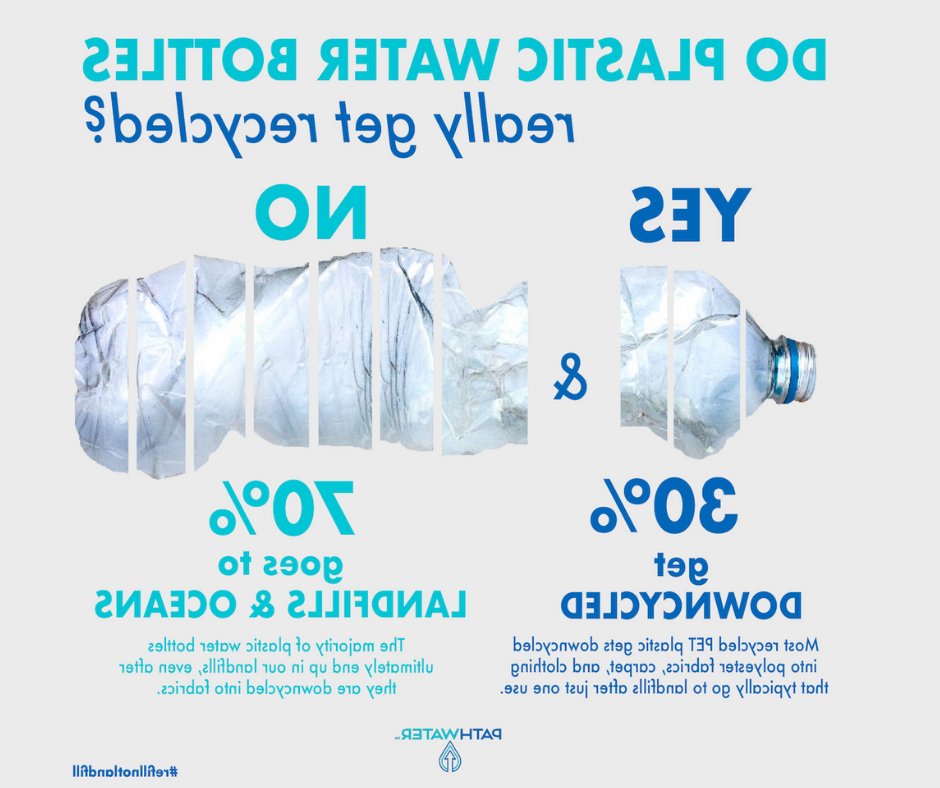 DO PLASTIC WATER BOTTLES
really get recycled?
YES
NO
&
30%
get
DOWNCYCLED
Most recycled PET plastic gets downcycled
into polyester fabrics, carpet, and clothing
that typically go to landfills after just one use.
70%
goes to
LANDFILLS & OCEANS
The majority of plastic water bottles
ultimately end up in our landfills, even after
they are downcycled into fabrics.
PATHWATER™
#refillnotlandfill